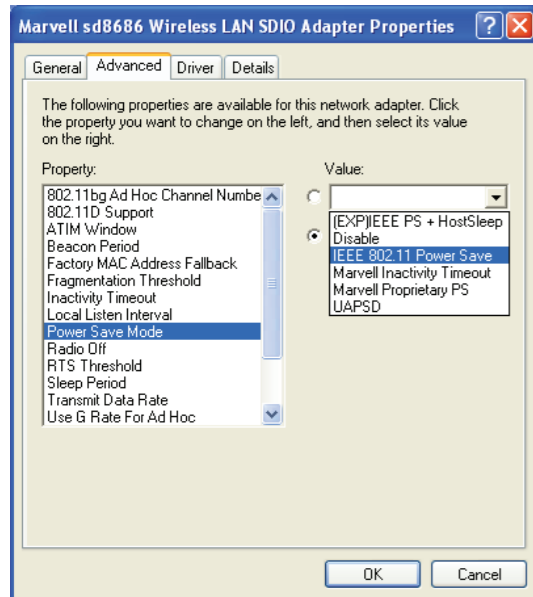 Marvell sd8686 Wireless LAN SDIO Adapter Properties
General Advanced Driver Details
The following properties are available for this network adapter. Click
the property you want to change on the left, and then select its value
on the right.
Property:
802.11bg Ad Hoc Channel Numbe
802.11D Support
ATIM Window
Beacon Period
Factory MAC Address Fallback
Fragmentation Threshold
Inactivity Timeout
Local Listen Interval
Power Save Mode
Radio Off
RTS Threshold
Sleep Period
Transmit Data Rate
Use G Rate For Ad Hoc
Value:
(EXP)IEEE PS + HostSleep
Disable
IEEE 802.11 Power Save
Marvell Inactivity Timeout
Marvell Proprietary PS
UAPSD
OK Cancel